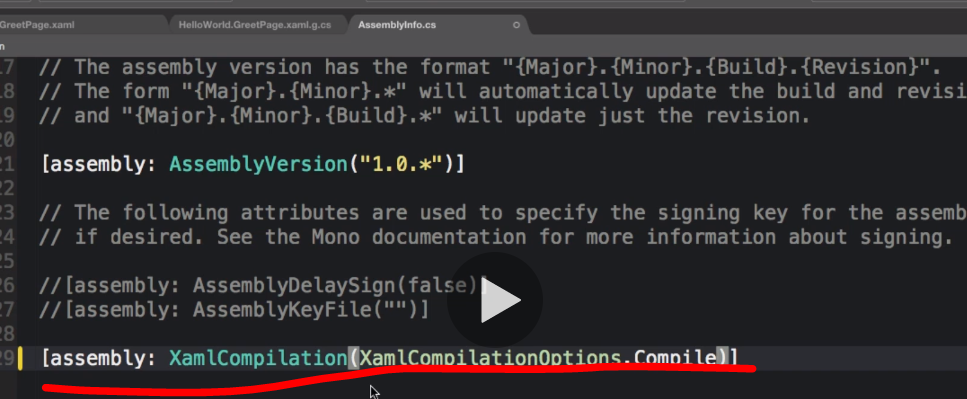 GreetPage.xaml HelloWorld.GreetPage.xaml.g.cs AssemblyInfo.cs
n
17 // The assembly version has the format "{Major}.{Minor}.{Build}.{Revision}".
18 // The form "{Major}.{Minor}.*" will automatically update the build and revisi
19 // and "{Major}.{Minor}.{Build}.*" will update just the revision.
20
21 [assembly: AssemblyVersion("1.0.*")]
22
23 // The following attributes are used to specify the signing key for the assemb
24 // if desired. See the Mono documentation for more information about signing.
25
26 //[assembly: AssemblyDelaySign(false)]
27 //[assembly: AssemblyKeyFile("")]
28
29 [assembly: XamlCompilation(XamlCompilationOptions.Compile)]